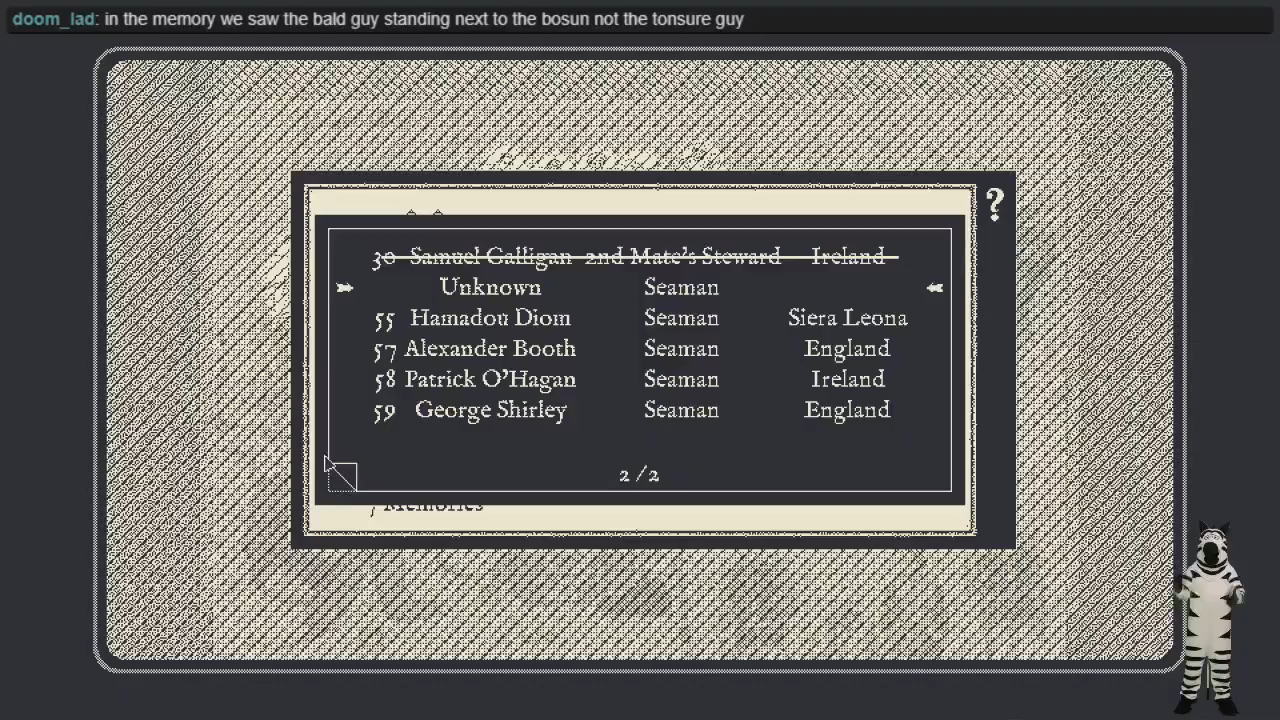 doom_lad: in the memory we saw the bald guy standing next to the bosun not the tonsure guy
?
30 Samuel Galligan 2nd Mate's Steward Ireland
Unknown Seaman
55 Hamadou Diom Seaman Siera Leona
57 Alexander Booth Seaman England
58 Patrick O'Hagan Seaman Ireland
59 George Shirley Seaman England
2 /2
7 Memories